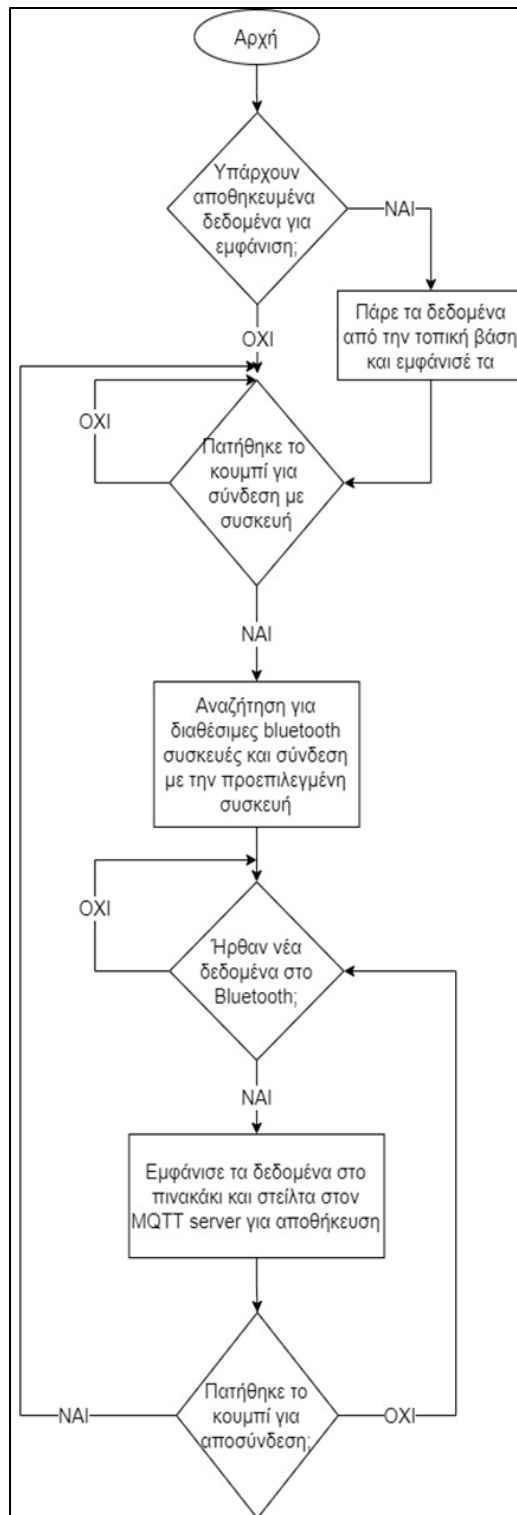 Αρχή
Υπάρχουν
αποθηκευμένα
δεδομένα για
εμφάνιση;
ΝΑΙ
Πάρε τα δεδομένα
από την τοπική βάση
και εμφάνισέ τα
ΟΧΙ
ΟΧΙ
Πατήθηκε το
κουμπί για
σύνδεση με
συσκευή
ΝΑΙ
Αναζήτηση για
διαθέσιμες bluetooth
συσκευές και σύνδεση
με την προεπιλεγμένη
συσκευή
ΟΧΙ
Ήρθαν νέα
δεδομένα στο
Bluetooth;
ΝΑΙ
Εμφάνισε τα δεδομένα στο
πινακάκι και στείλτα στον
MQTT server για αποθήκευση
Πατήθηκε το
κουμπί για
αποσύνδεση;
ΝΑΙ
ΟΧΙ